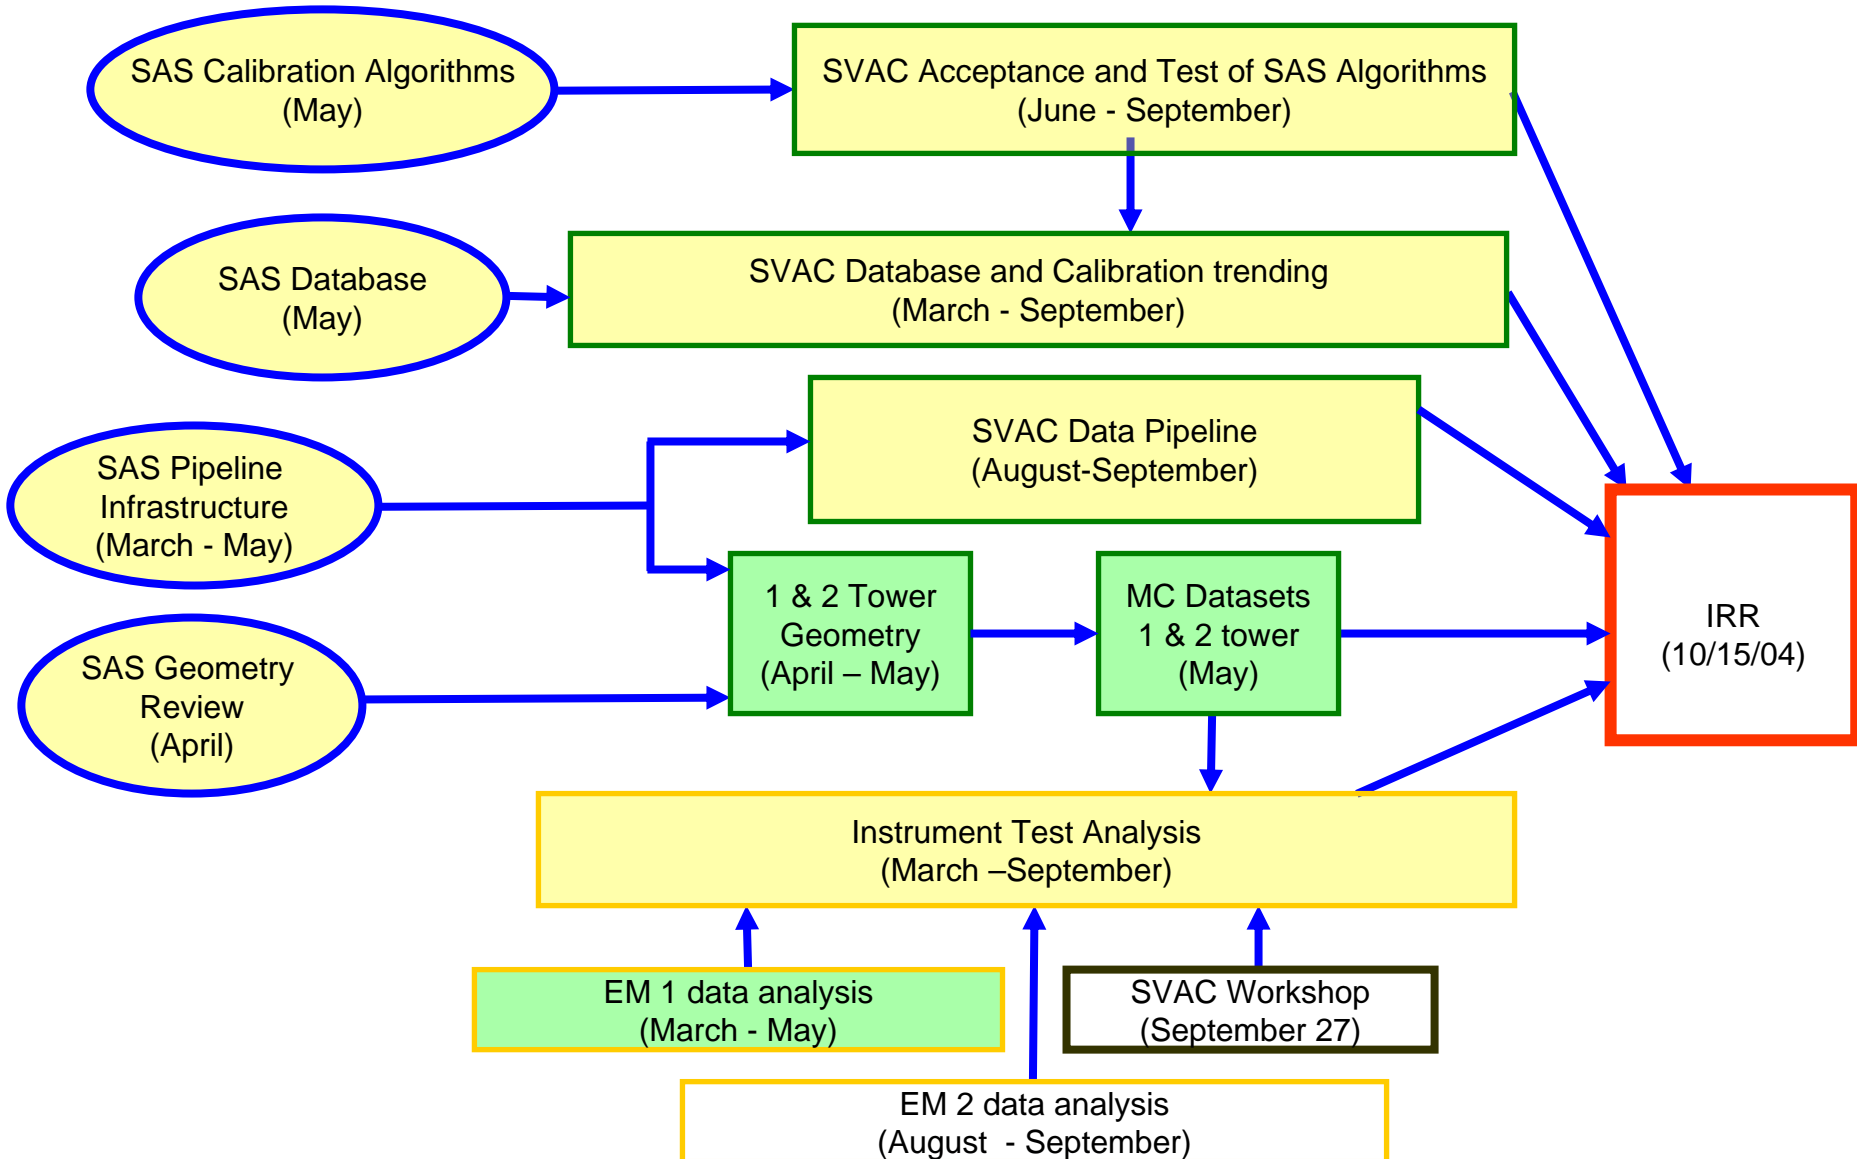 SAS Calibration Algorithms
(May)
SVAC Acceptance and Test of SAS Algorithms
(June - September)
SAS Database
(May)
SVAC Database and Calibration trending
(March - September)
SAS Pipeline
Infrastructure
(March - May)
SVAC Data Pipeline
(August-September)
SAS Geometry
Review
(April)
1 & 2 Tower
Geometry
(April – May)
MC Datasets
1 & 2 tower
(May)
IRR
(10/15/04)
Instrument Test Analysis
(March –September)
EM 1 data analysis
(March - May)
SVAC Workshop
(September 27)
EM 2 data analysis
(August  - September)